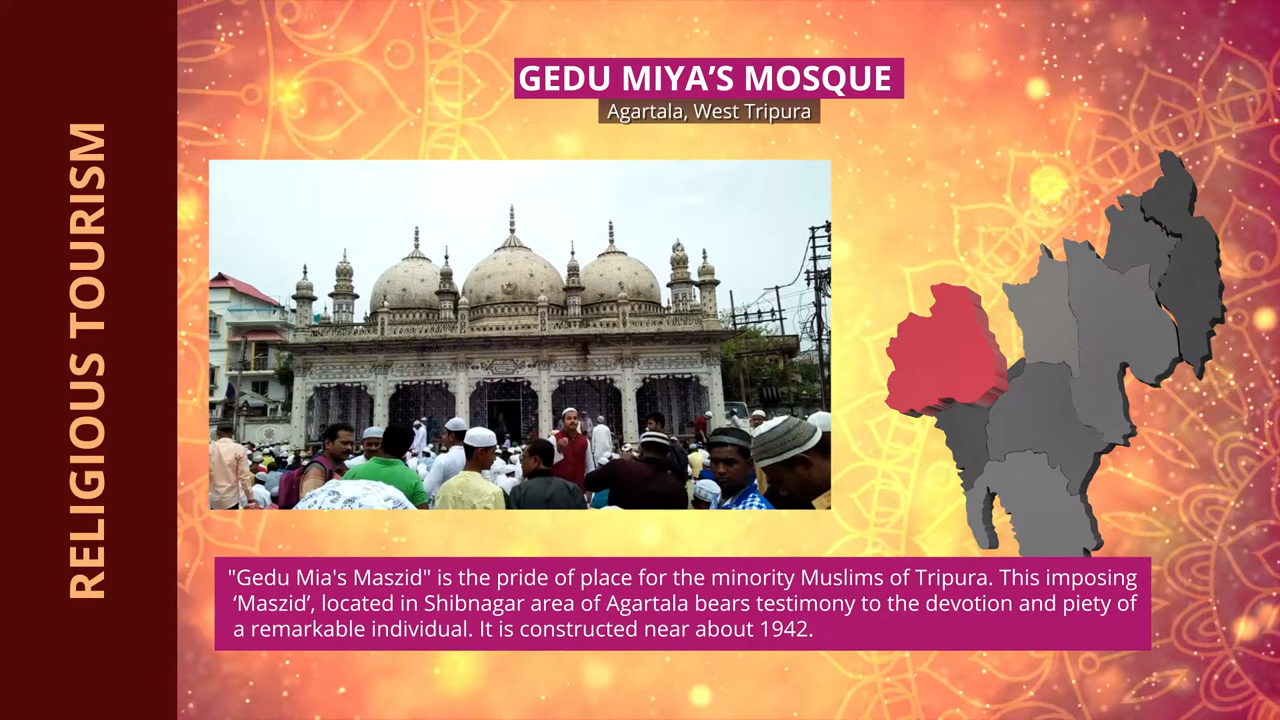 RELIGIOUS TOURISM
GEDU MIYA’S MOSQUE
Agartala, West Tripura
"Gedu Mia's Maszid" is the pride of place for the minority Muslims of Tripura. This imposing
‘Maszid’, located in Shibnagar area of Agartala bears testimony to the devotion and piety of
a remarkable individual. It is constructed near about 1942.